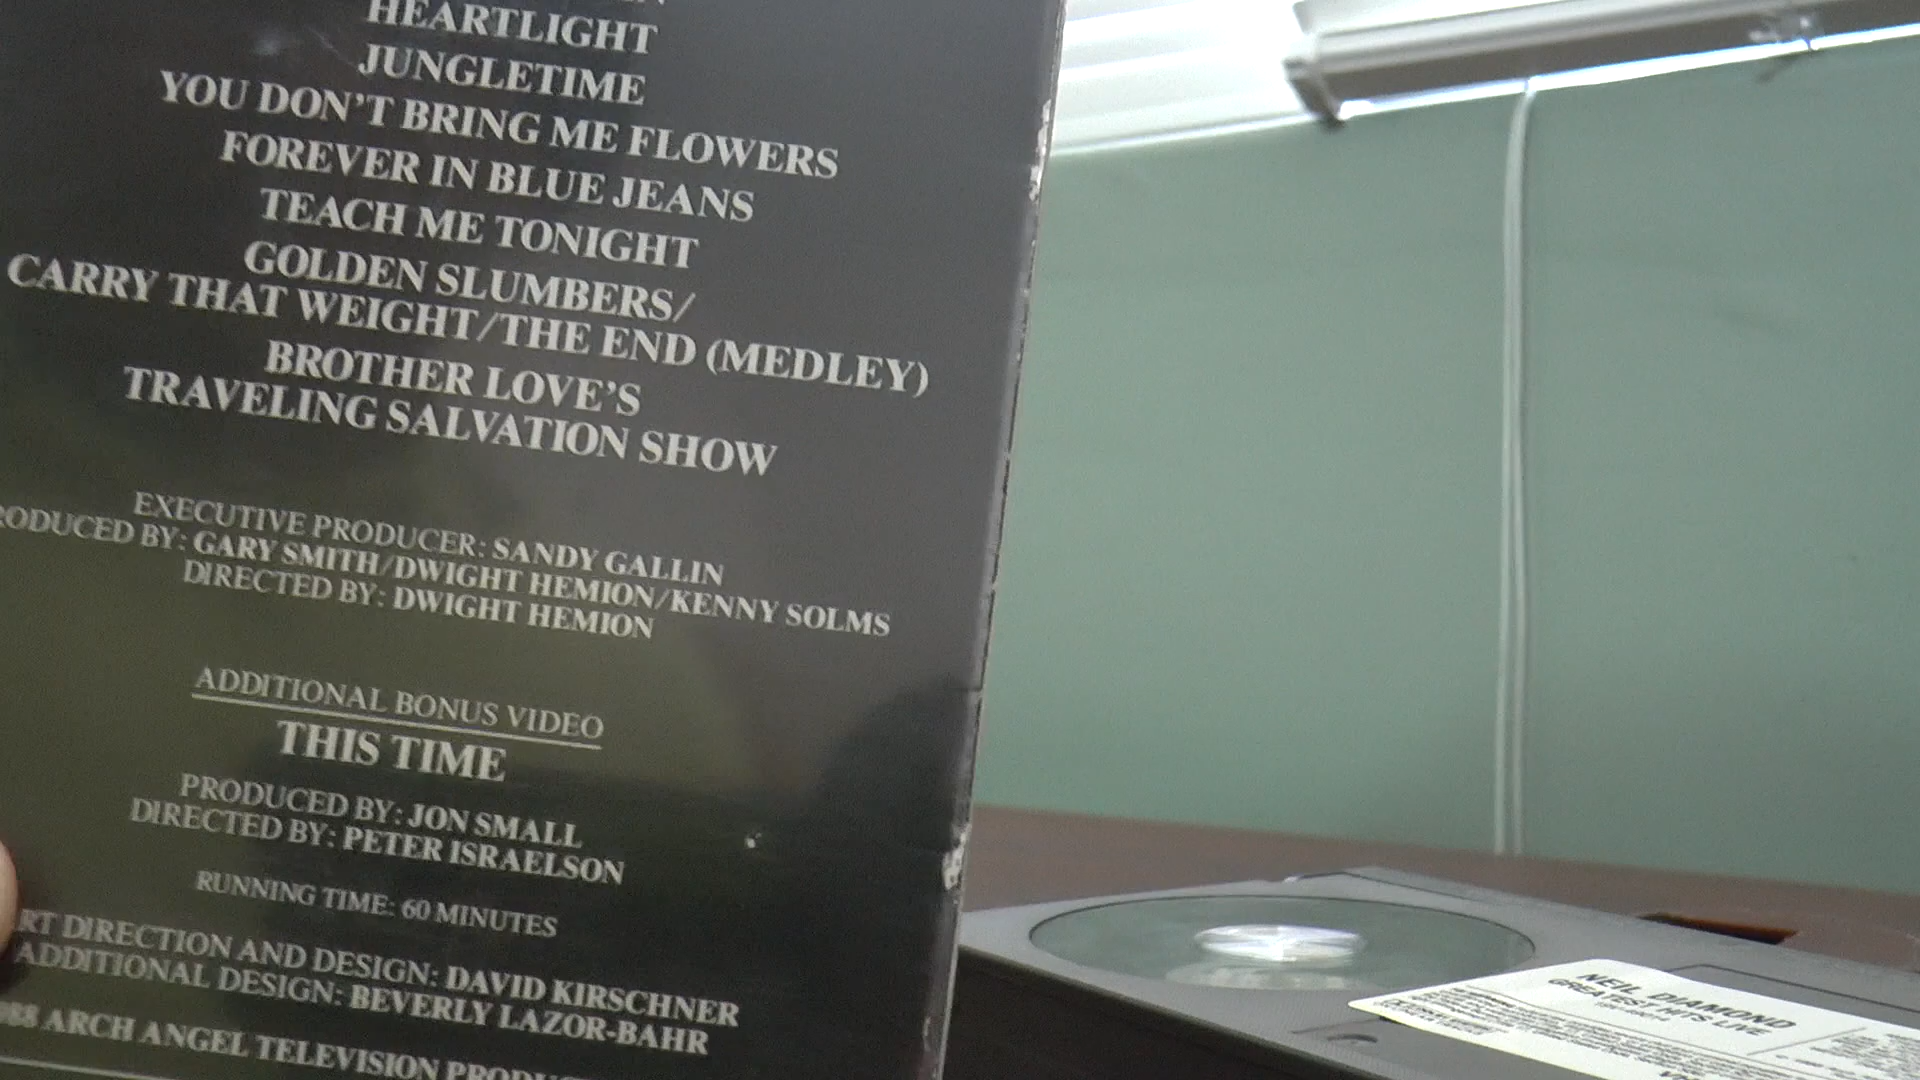 HEARTLIGHT
JUNGLETIME
YOU DON'T BRING ME FLOWERS
FOREVER IN BLUE JEANS
TEACH ME TONIGHT
GOLDEN SLUMBERS/
CARRY THAT WEIGHT/THE END (MEDLEY)
BROTHER LOVE'S
TRAVELING SALVATION SHOW
EXECUTIVE PRODUCER: SANDY GALLIN
RODUCED BY: GARY SMITH/DWIGHT HEMION/KENNY SOLMS
DIRECTED BY: DWIGHT HEMION
ADDITIONAL BONUS VIDEO
THIS TIME
PRODUCED BY: JON SMALL
DIRECTED BY: PETER ISRAELSON
RUNNING TIME: 60 MINUTES
RT DIRECTION AND DESIGN: DAVID KIRSCHNER
ADDITIONAL DESIGN: BEVERLY LAZOR-BAHR
88 ARCH ANGEL TELEVISION PRODU
NEIL DIAMOND
GREATEST HITS LIVE